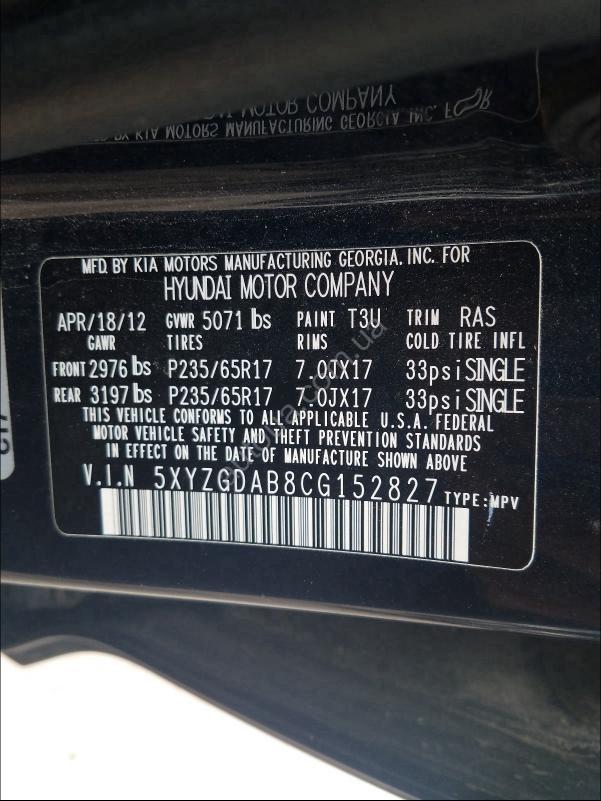 MFD. BY KIA MOTORS MANUFACTURING GEORGIA. INC. FOR
HYUNDAI MOTOR COMPANY
APR/18/12 GVWR 5071 lbs PAINT T3U TRIM RAS
GAWR TIRES RIMS COLD TIRE INFL
FRONT 2976 lbs P235/65R17 7.0JX17 33psi SINGLE
REAR 3197 lbs P235/65R17 7.0JX17 33psi SINGLE
THIS VEHICLE CONFORMS TO ALL APPLICABLE U.S.A. FEDERAL
MOTOR VEHICLE SAFETY AND THEFT PREVENTION STANDARDS
IN EFFECT ON THE DATE OF MANUFACTURE SHOWN ABOVE
V.I.N 5XYZGDAB8CG152827 TYPE:MPV